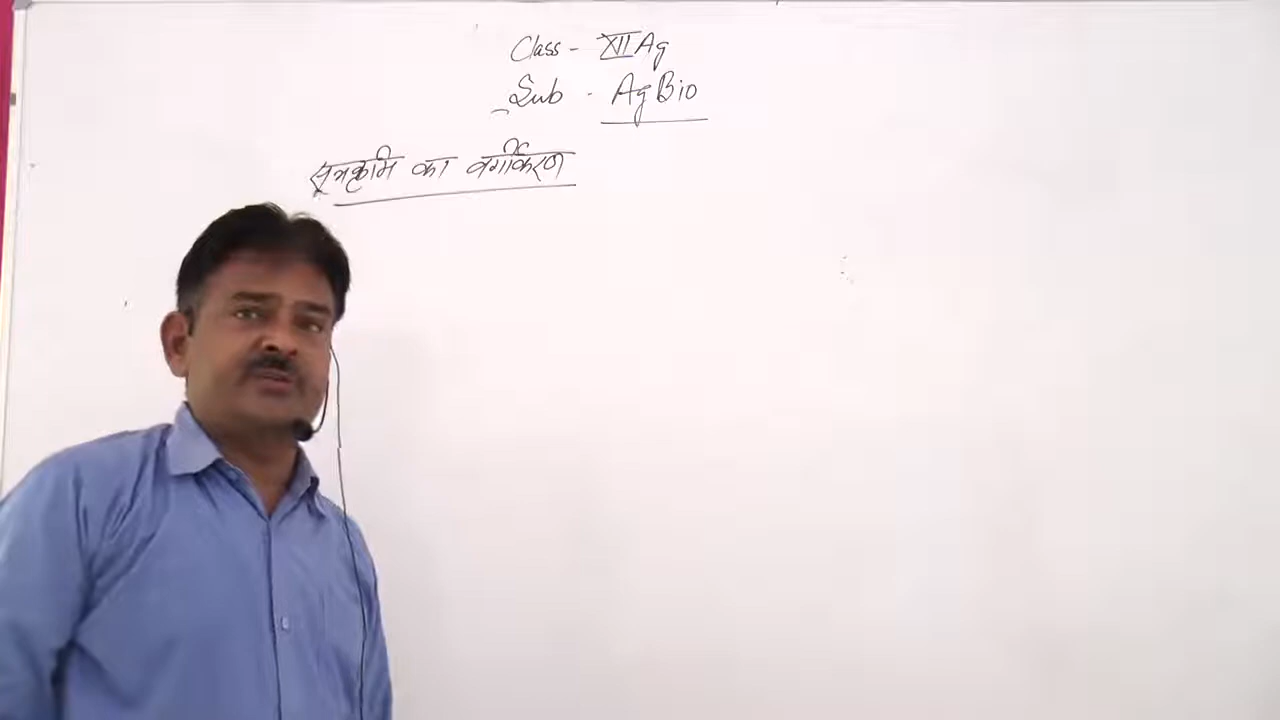 Class - XII Ag
Sub - Ag Bio
सूत्रकृमि का वर्गीकरण